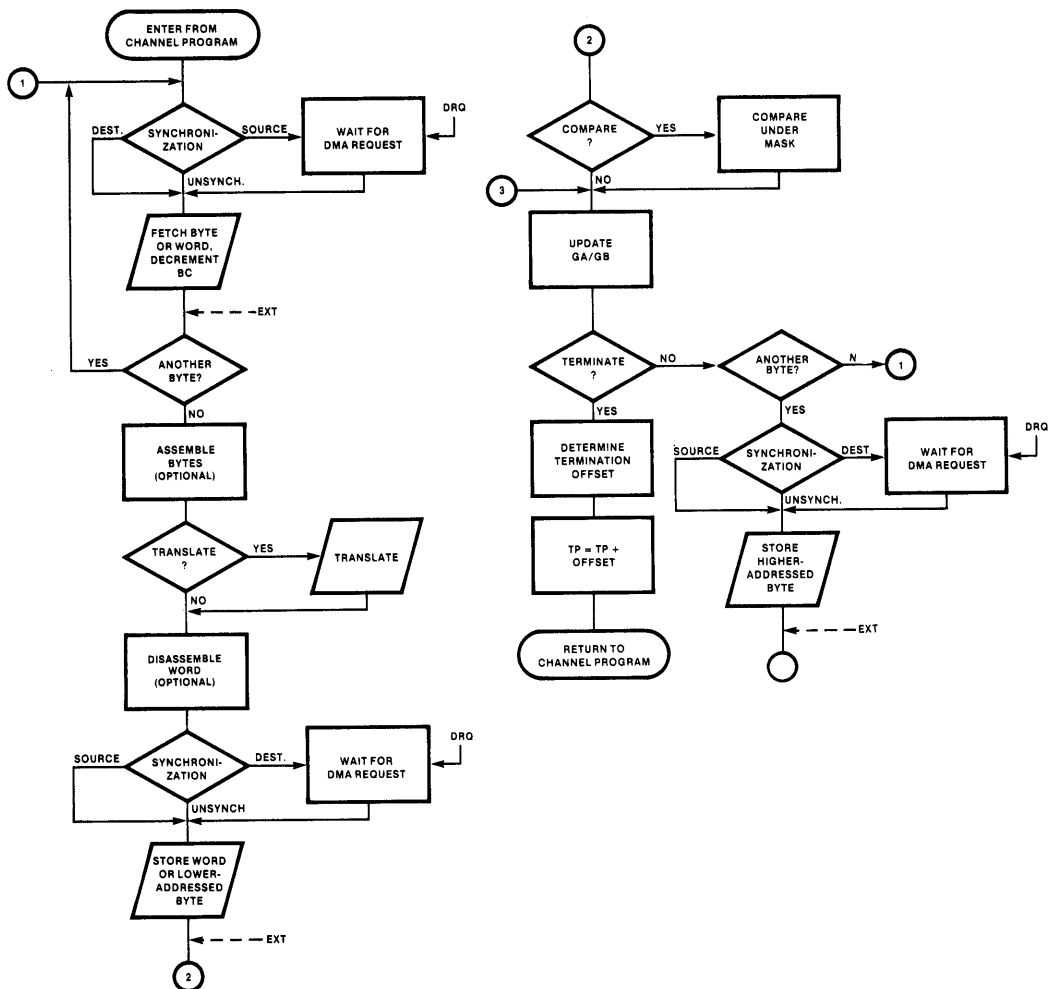 ENTER FROM
CHANNEL PROGRAM
1
DEST.
SYNCHRONI-
ZATION
SOURCE
WAIT FOR
DMA REQUEST
DRQ
UNSYNCH.
FETCH BYTE
OR WORD,
DECREMENT
BC
EXT
YES
ANOTHER
BYTE?
NO
ASSEMBLE
BYTES
(OPTIONAL)
TRANSLATE
?
YES
TRANSLATE
NO
DISASSEMBLE
WORD
(OPTIONAL)
SOURCE
SYNCHRONI-
ZATION
DEST.
WAIT FOR
DMA REQUEST
DRQ
UNSYNCH
STORE WORD
OR LOWER-
ADDRESSED
BYTE
EXT
2
2
COMPARE
?
YES
COMPARE
UNDER
MASK
NO
3
UPDATE
GA/GB
TERMINATE
?
NO
ANOTHER
BYTE?
N
1
YES
YES
DETERMINE
TERMINATION
OFFSET
SOURCE
SYNCHRONI-
ZATION
DEST
WAIT FOR
DMA REQUEST
DRQ
UNSYNCH.
TP = TP +
OFFSET
STORE
HIGHER-
ADDRESSED
BYTE
EXT
RETURN TO
CHANNEL PROGRAM